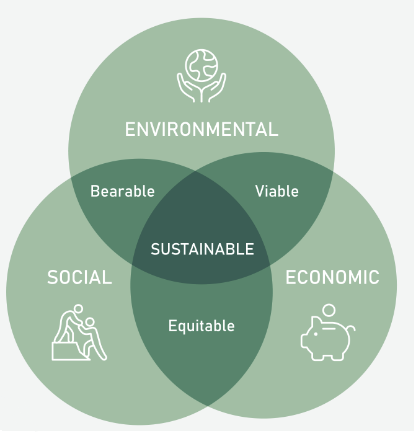 ENVIRONMENTAL
Bearable
Viable
SUSTAINABLE
SOCIAL
ECONOMIC
Equitable